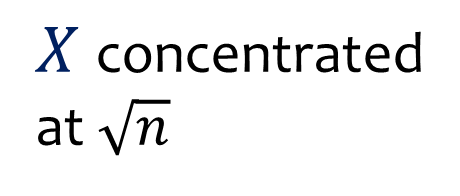 X concentrated
at √n